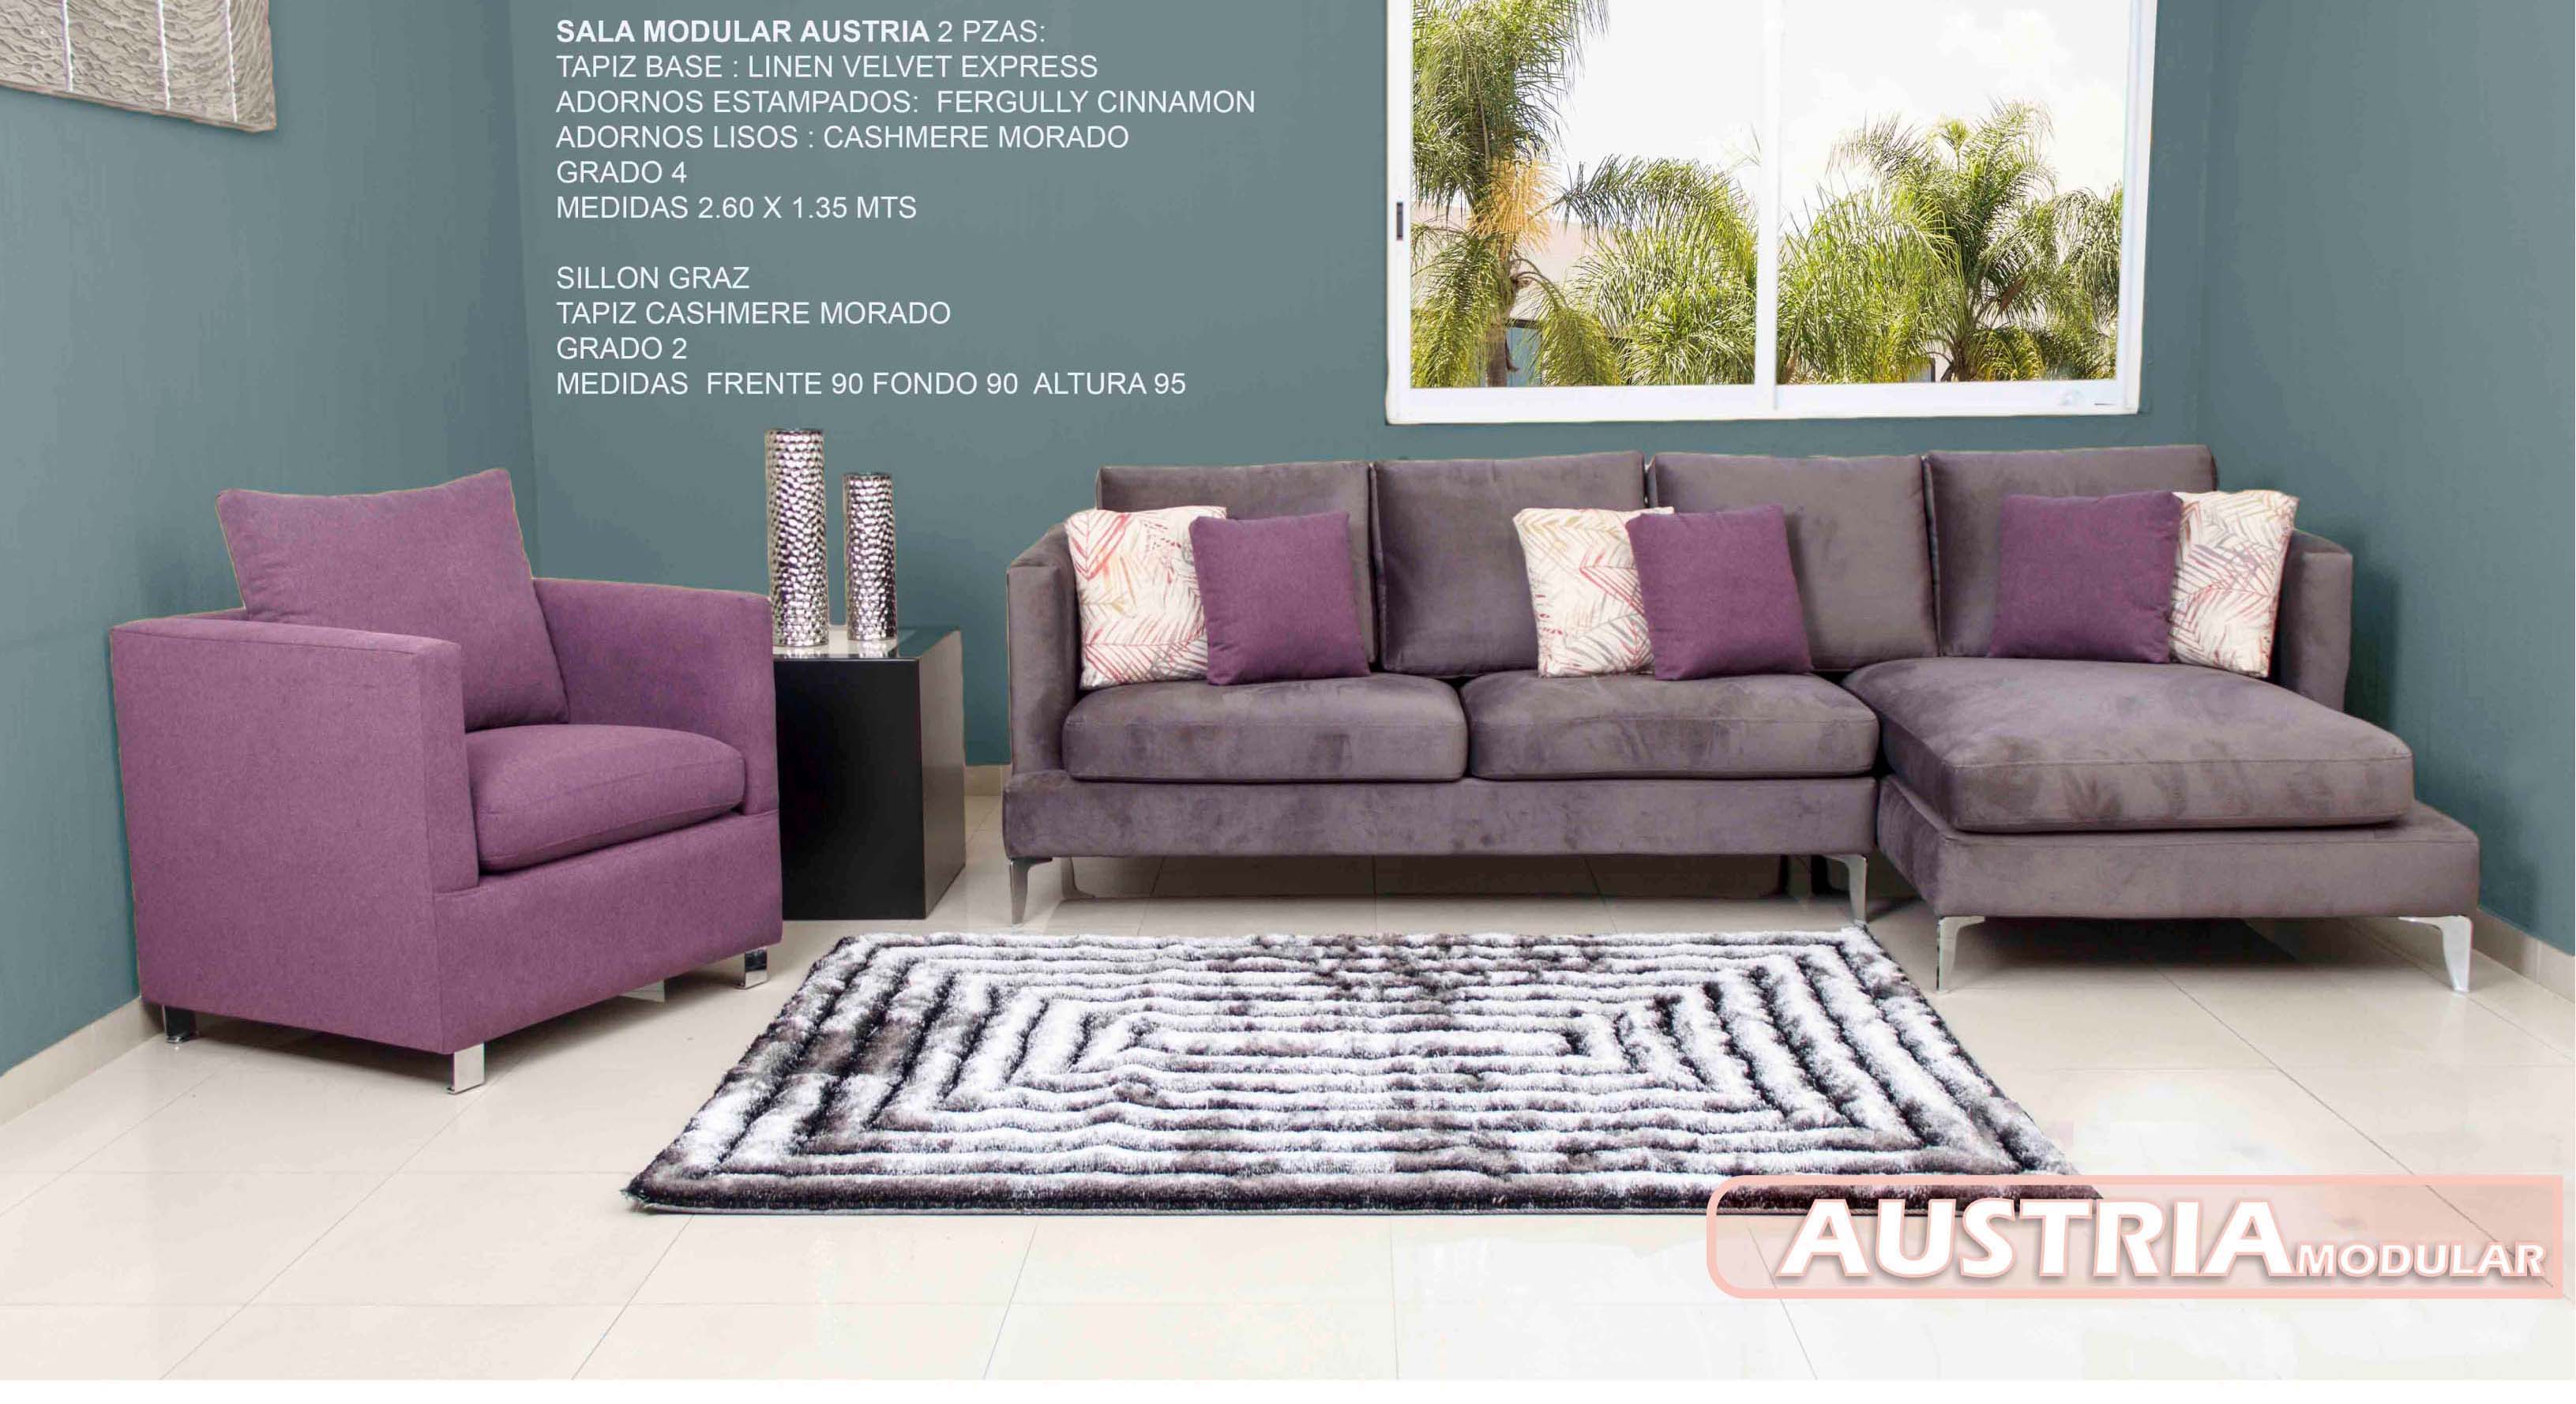 SALA MODULAR AUSTRIA 2 PZAS:
TAPIZ BASE : LINEN VELVET EXPRESS
ADORNOS ESTAMPADOS: FERGULLY CINNAMON
ADORNOS LISOS : CASHMERE MORADO
GRADO 4
MEDIDAS 2.60 X 1.35 MTS
SILLON GRAZ
TAPIZ CASHMERE MORADO
GRADO 2
MEDIDAS FRENTE 90 FONDO 90 ALTURA 95
AUSTRIA MODULAR